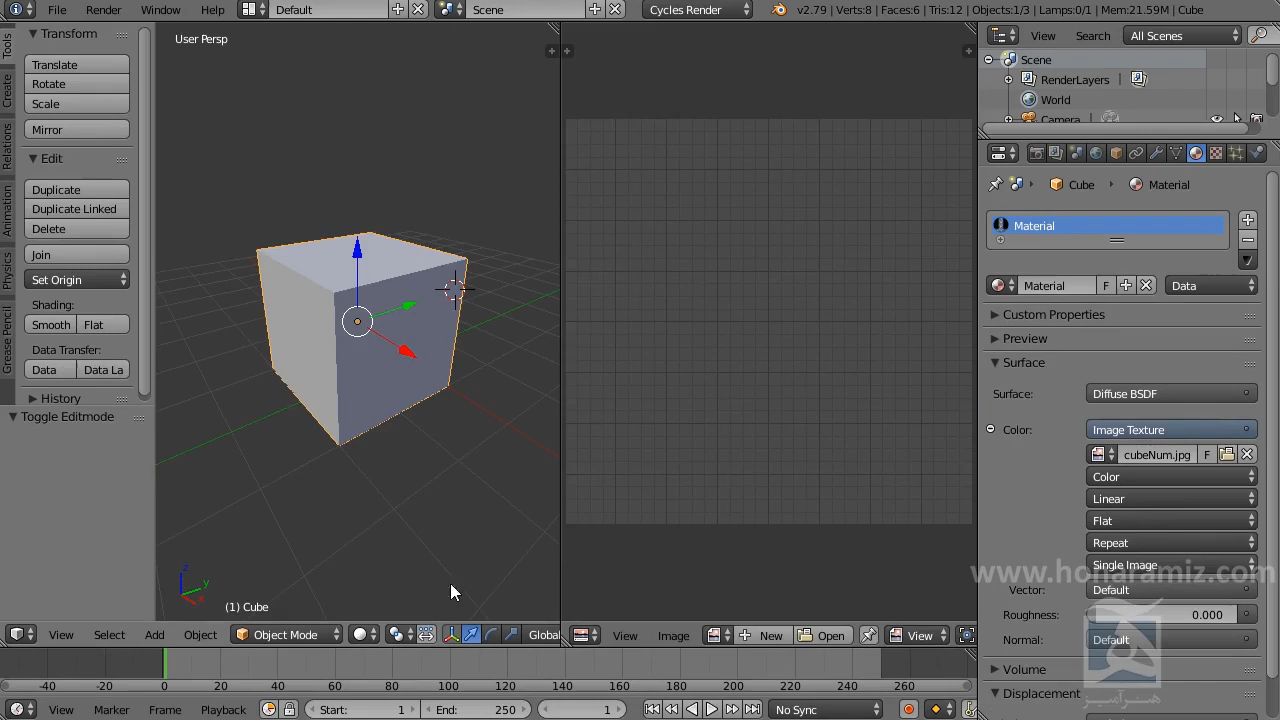 File Render Window Help Default Scene Cycles Render v2.79 | Verts:8 | Faces:6 | Tris:12 | Objects:1/3 | Lamps:0/1 | Mem:21.59M | Cube
Tools
Create
Relations
Animation
Physics
Grease Pencil
Transform
Translate
Rotate
Scale
Mirror
Edit
Duplicate
Duplicate Linked
Delete
Join
Set Origin
Shading:
Smooth Flat
Data Transfer:
Data Data La
History
Toggle Editmode
User Persp
z
y
x
(1) Cube
View Select Add Object Object Mode Global
View Image New Open View
View Search All Scenes
Scene
RenderLayers
World
Camera
Cube Material
Material
Material F Data
Custom Properties
Preview
Surface
Surface: Diffuse BSDF
Color: Image Texture
cubeNum.jpg F
Color
Linear
Flat
Repeat
Single Image
www.honaramiz.com
Vector: Default
Roughness: 0.000
Normal: Default
Volume
Displacement
هنرآمیز
-40 -20 0 20 40 60 80 100 120 140 160 180 200 220 240 260
View Marker Frame Playback Start: 1 End: 250 1 No Sync